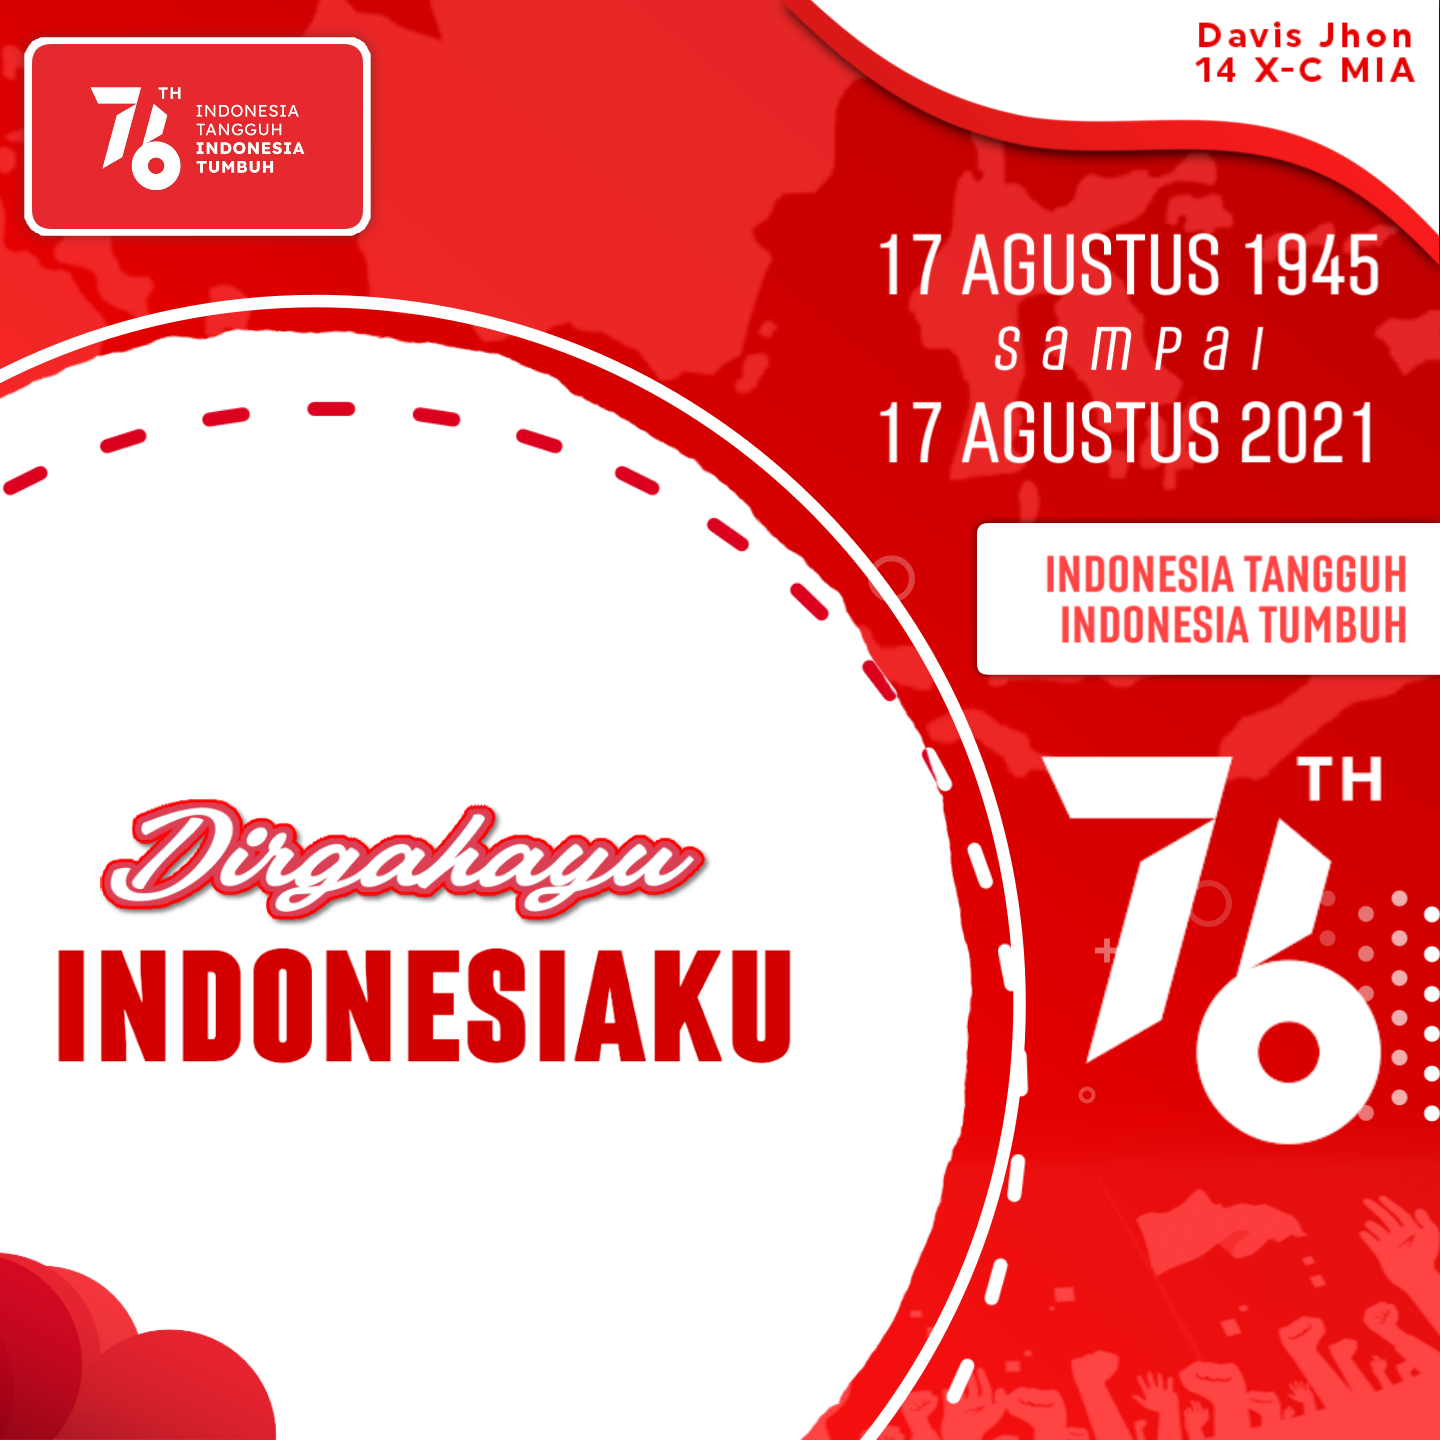 76 TH
INDONESIA
TANGGUH
INDONESIA
TUMBUH
Davis Jhon
14 X-C MIA
17 AGUSTUS 1945
sampai
17 AGUSTUS 2021
INDONESIA TANGGUH
INDONESIA TUMBUH
76 TH
Dirgahayu
INDONESIAKU